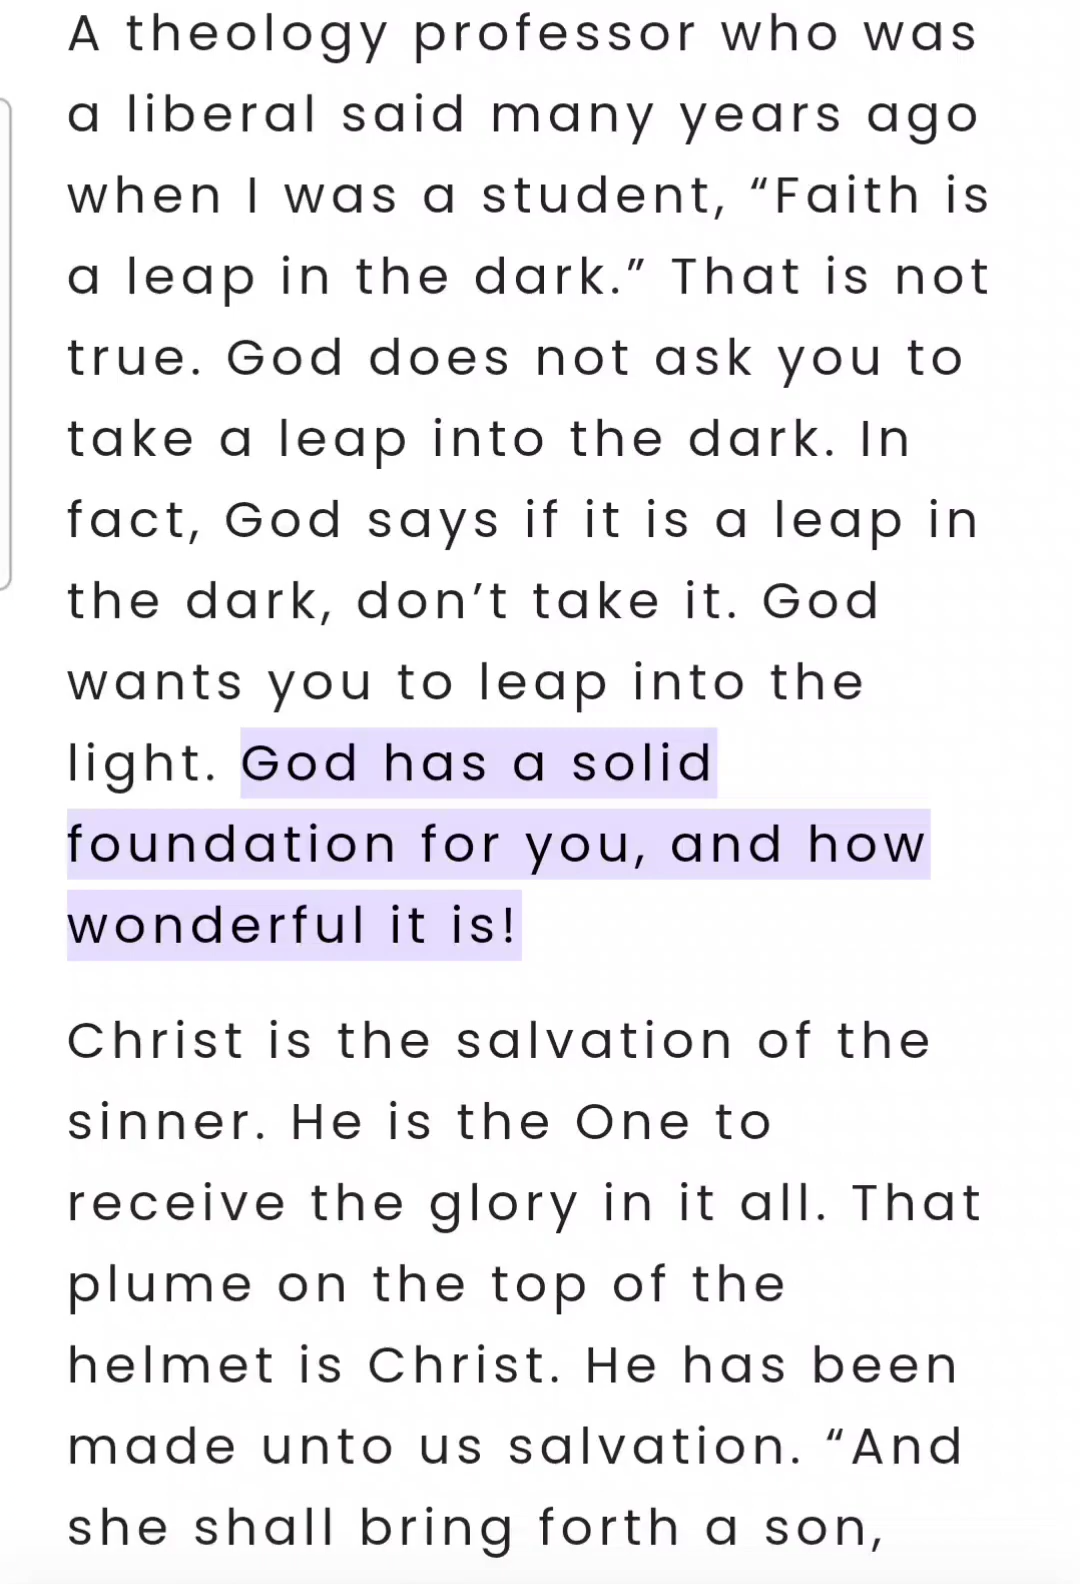 A theology professor who was
a liberal said many years ago
when I was a student, “Faith is
a leap in the dark.” That is not
true. God does not ask you to
take a leap into the dark. In
fact, God says if it is a leap in
the dark, don’t take it. God
wants you to leap into the
light. God has a solid
foundation for you, and how
wonderful it is!
Christ is the salvation of the
sinner. He is the One to
receive the glory in it all. That
plume on the top of the
helmet is Christ. He has been
made unto us salvation. “And
she shall bring forth a son,